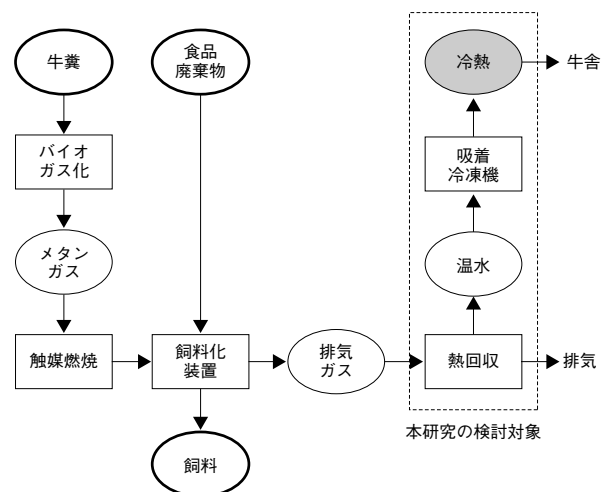 牛糞
食品
廃棄物
冷熱
牛舎
バイオ
ガス化
吸着
冷凍機
メタン
ガス
温水
触媒燃焼
飼料化
装置
排気
ガス
熱回収
排気
本研究の検討対象
飼料